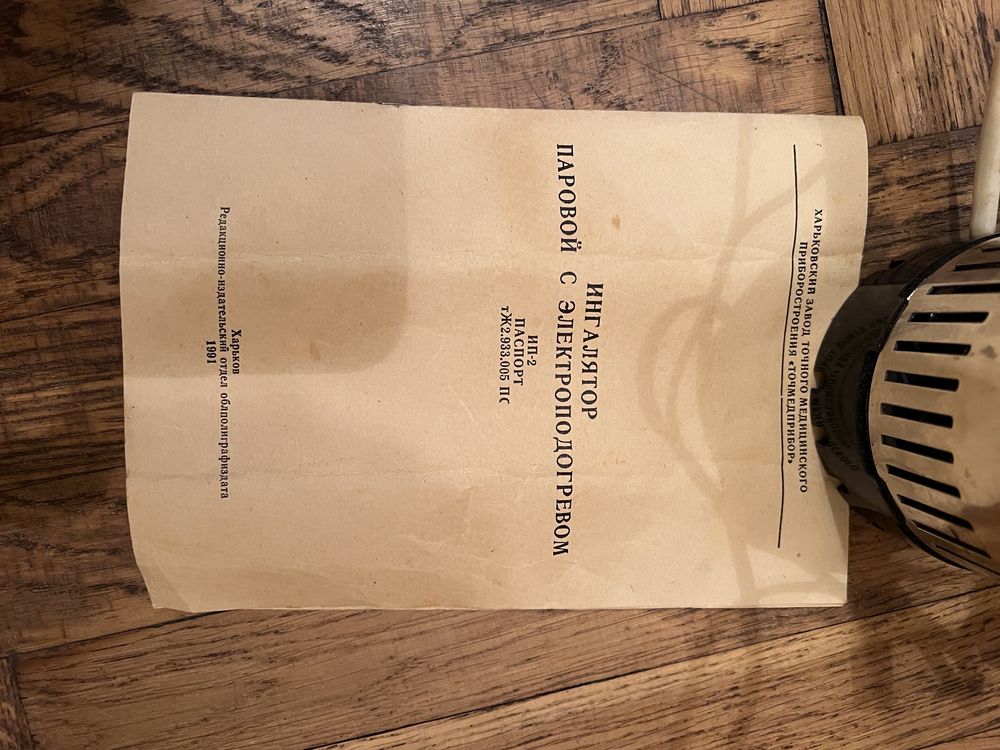 ХАРЬКОВСКИЙ ЗАВОД ТОЧНОГО МЕДИЦИНСКОГО
ПРИБОРОСТРОЕНИЯ «ТОЧМЕДПРИБОР»
ИНГАЛЯТОР
ПАРОВОЙ С ЭЛЕКТРОПОДОГРЕВОМ
ИП-2
ПАСПОРТ
тЖ2.933.005 ПС
Харьков
Редакционно-издательский отдел облполиграфиздата
1991